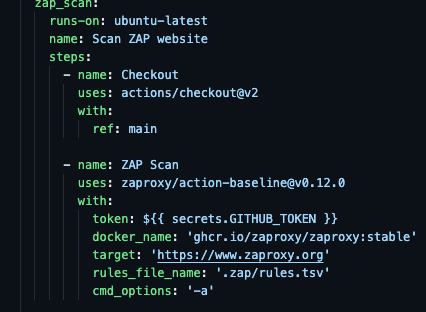 zap_scan:
runs-on: ubuntu-latest
name: Scan ZAP website
steps:
- name: Checkout
uses: actions/checkout@v2
with:
ref: main
- name: ZAP Scan
uses: zaproxy/action-baseline@v0.12.0
with:
token: ${{ secrets.GITHUB_TOKEN }}
docker_name: 'ghcr.io/zaproxy/zaproxy:stable'
target: 'https://www.zaproxy.org'
rules_file_name: '.zap/rules.tsv'
cmd_options: '-a'